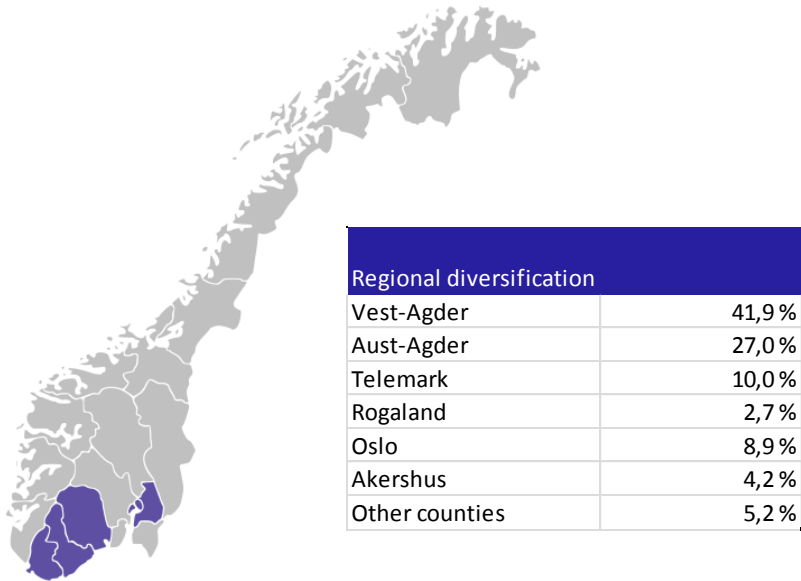 Regional diversification
Vest-Agder 41,9 %
Aust-Agder 27,0 %
Telemark 10,0 %
Rogaland 2,7 %
Oslo 8,9 %
Akershus 4,2 %
Other counties 5,2 %